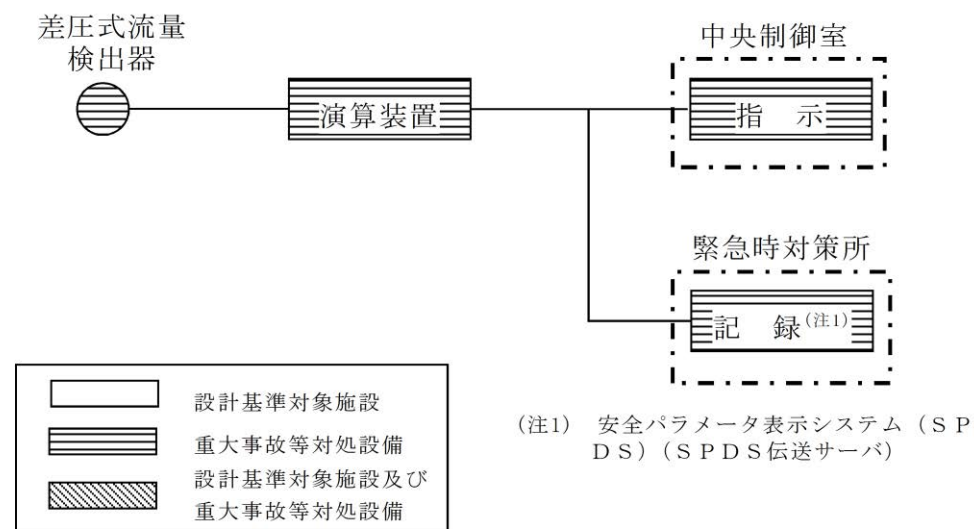 差圧式流量
検出器
演算装置
中央制御室
指　示
緊急時対策所
記　録(注1)
設計基準対象施設
重大事故等対処設備
設計基準対象施設及び
重大事故等対処設備
(注1)　安全パラメータ表示システム（ＳＰ
ＤＳ）（ＳＰＤＳ伝送サーバ）